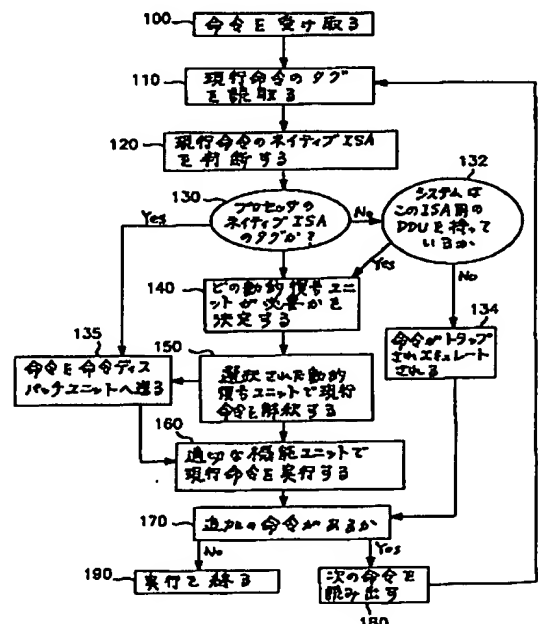 100
命令を受け取る
110
現行命令のタグ
を読取る
120
現行命令のネイティブISA
を判断する
130
プロセッサの
ネイティブISA
のタグか?
Yes
No
132
システムは
このISA用の
DDUを持って
いるか
Yes
No
140
どの動的復号ユニ
ットが必要かを
決定する
134
命令がトラップ
されエミュレート
される
135
命令を命令ディス
パッチユニットへ送る
150
選択された動的
復号ユニットで現行
命令を解釈する
160
適切な機能ユニットで
現行命令を実行する
170
追加の命令があるか
No
Yes
190
実行を終る
次の命令を
読み出す
180